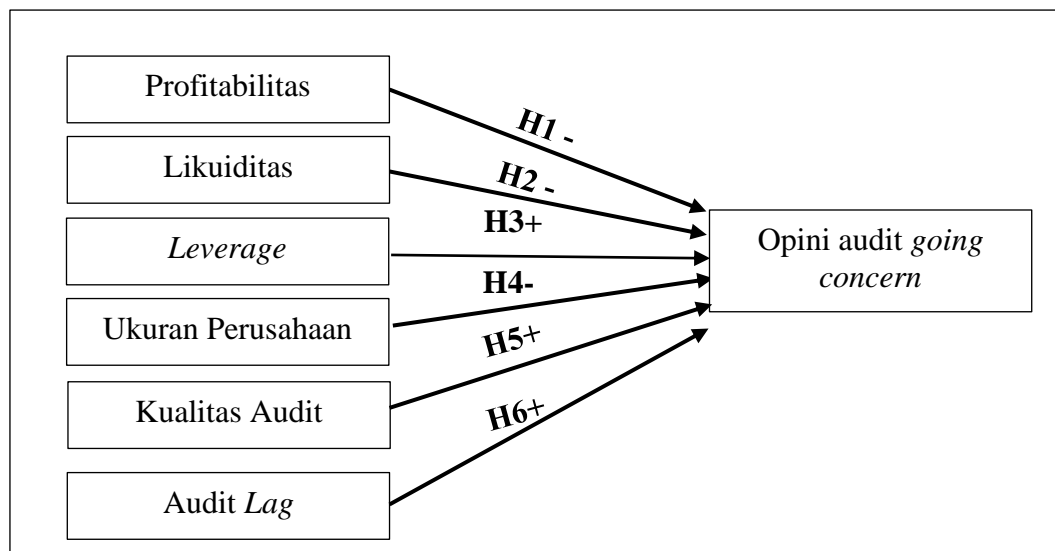 Profitabilitas
H1 -
Likuiditas
H2 -
H3+
Leverage
Opini audit going
concern
H4-
Ukuran Perusahaan
H5+
Kualitas Audit
H6+
Audit Lag